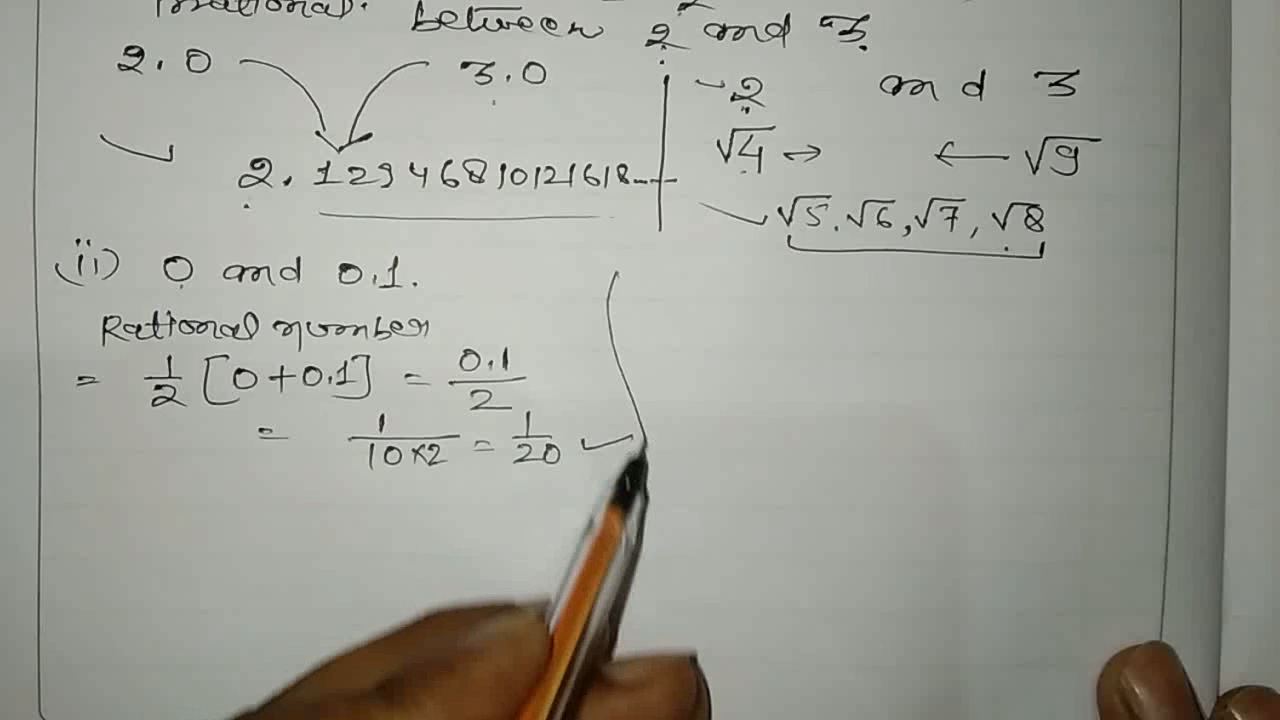 Irrational. between 2 and 3.
2.0 3.0
2.12346810121618...
2 and 3
√4 → ← √9
√5. √6, √7, √8
(ii) 0 and 0.1.
Rational number
= 1/2 [0+0.1] = 0.1/2
= 1/10×2 = 1/20